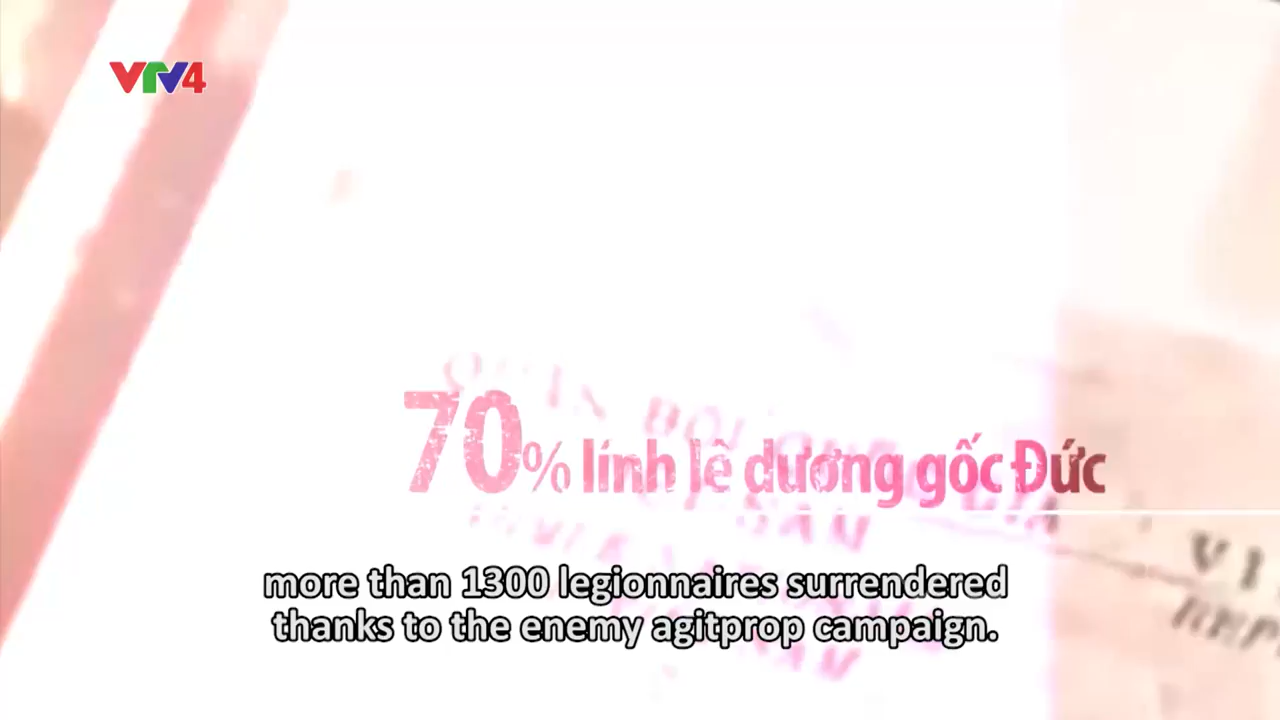 VTV4
70% lính lê dương gốc Đức
more than 1300 legionnaires surrendered
thanks to the enemy agitprop campaign.